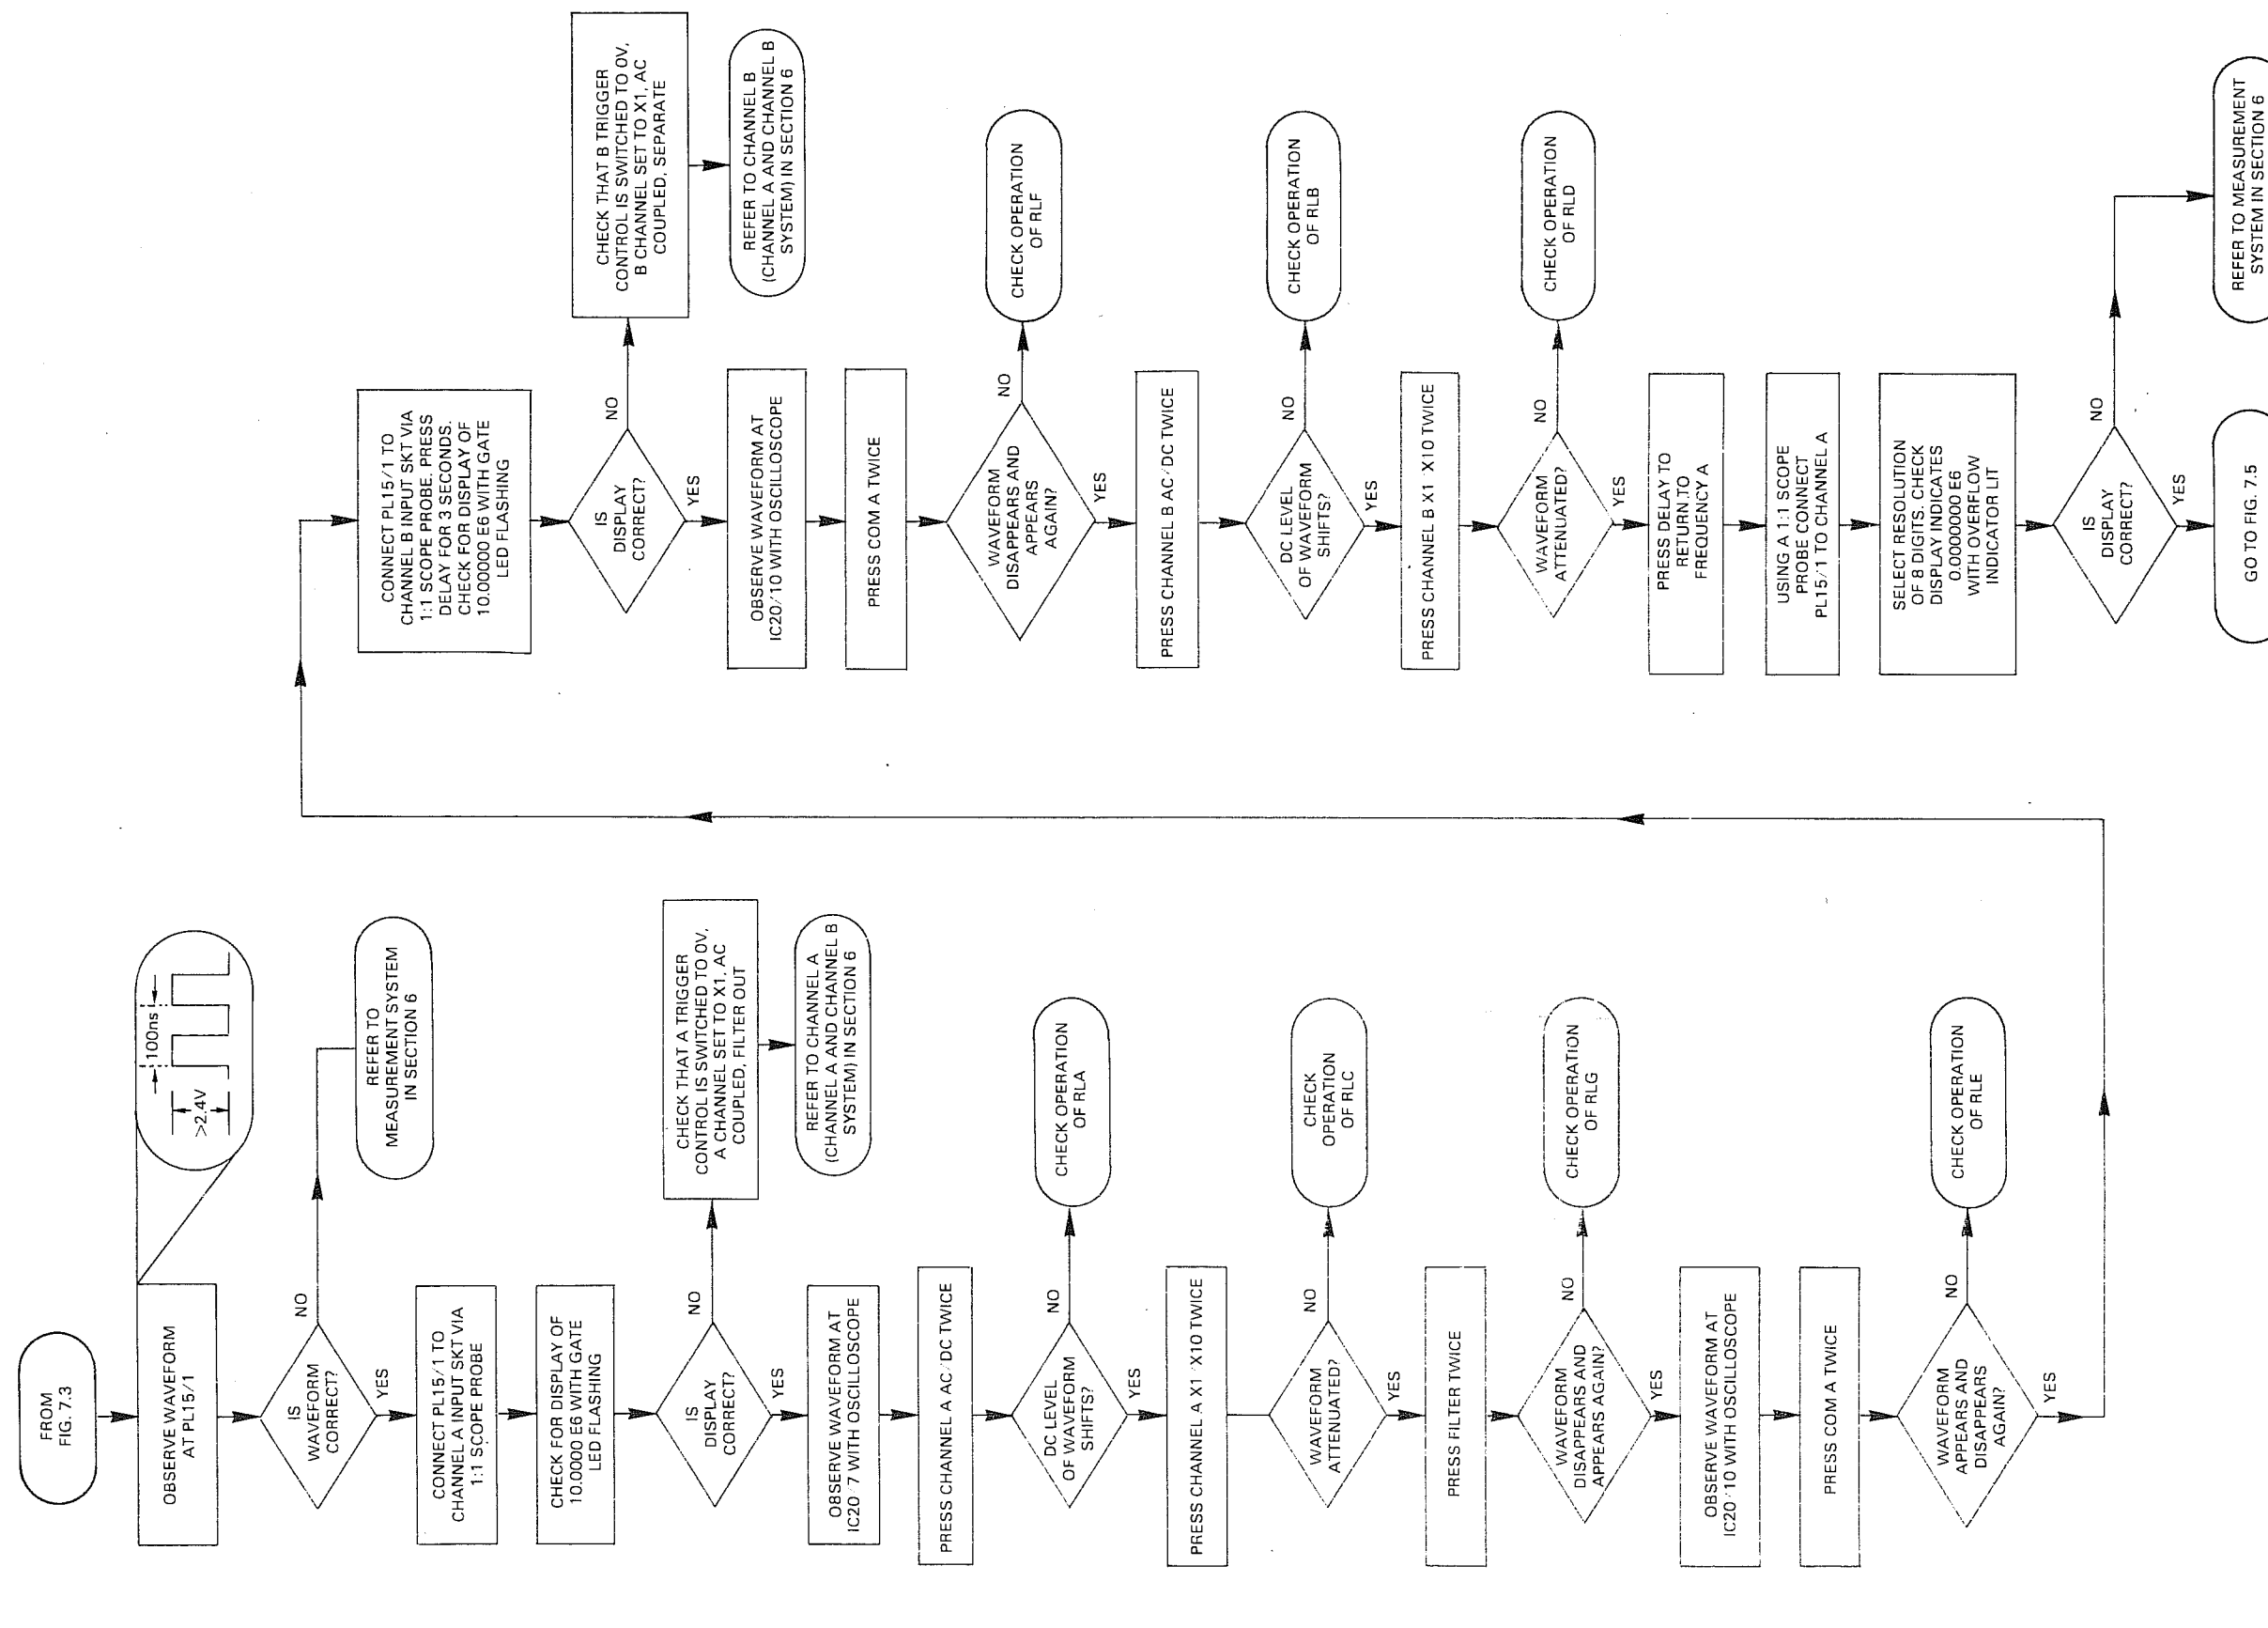 FROM
FIG. 7.3
OBSERVE WAVEFORM
AT PL15/1
>2.4V
100ns
IS
WAVEFORM
CORRECT?
NO
REFER TO
MEASUREMENT SYSTEM
IN SECTION 6
YES
CONNECT PL15/1 TO
CHANNEL A INPUT SKT VIA
1:1 SCOPE PROBE
CHECK FOR DISPLAY OF
10.0000 E6 WITH GATE
LED FLASHING
IS
DISPLAY
CORRECT?
NO
CHECK THAT A TRIGGER
CONTROL IS SWITCHED TO 0V,
A CHANNEL SET TO X1, AC
COUPLED, FILTER OUT
REFER TO CHANNEL A
(CHANNEL A AND CHANNEL B
SYSTEM) IN SECTION 6
YES
OBSERVE WAVEFORM AT
IC20/7 WITH OSCILLOSCOPE
PRESS CHANNEL A AC/DC TWICE
DC LEVEL
OF WAVEFORM
SHIFTS?
NO
CHECK OPERATION
OF RLA
YES
PRESS CHANNEL A X1/X10 TWICE
WAVEFORM
ATTENUATED?
NO
CHECK
OPERATION
OF RLC
YES
PRESS FILTER TWICE
WAVEFORM
DISAPPEARS AND
APPEARS AGAIN?
NO
CHECK OPERATION
OF RLG
YES
OBSERVE WAVEFORM AT
IC20/10 WITH OSCILLOSCOPE
PRESS COM A TWICE
WAVEFORM
APPEARS AND
DISAPPEARS
AGAIN?
NO
CHECK OPERATION
OF RLE
YES
CONNECT PL15/1 TO
CHANNEL B INPUT SKT VIA
1:1 SCOPE PROBE. PRESS
DELAY FOR 3 SECONDS.
CHECK FOR DISPLAY OF
10.00000 E6 WITH GATE
LED FLASHING
IS
DISPLAY
CORRECT?
NO
CHECK THAT B TRIGGER
CONTROL IS SWITCHED TO 0V,
B CHANNEL SET TO X1, AC
COUPLED, SEPARATE
REFER TO CHANNEL B
(CHANNEL A AND CHANNEL B
SYSTEM) IN SECTION 6
YES
OBSERVE WAVEFORM AT
IC20/10 WITH OSCILLOSCOPE
PRESS COM A TWICE
WAVEFORM
DISAPPEARS AND
APPEARS
AGAIN?
NO
CHECK OPERATION
OF RLF
YES
PRESS CHANNEL B AC/DC TWICE
DC LEVEL
OF WAVEFORM
SHIFTS?
NO
CHECK OPERATION
OF RLB
YES
PRESS CHANNEL B X1/X10 TWICE
WAVEFORM
ATTENUATED?
NO
CHECK OPERATION
OF RLD
YES
PRESS DELAY TO
RETURN TO
FREQUENCY A
USING A 1:1 SCOPE
PROBE CONNECT
PL15/1 TO CHANNEL A
SELECT RESOLUTION
OF 8 DIGITS. CHECK
DISPLAY INDICATES
0.0000000 E6
WITH OVERFLOW
INDICATOR LIT
IS
DISPLAY
CORRECT?
NO
REFER TO MEASUREMENT
SYSTEM IN SECTION 6
YES
GO TO FIG. 7.5